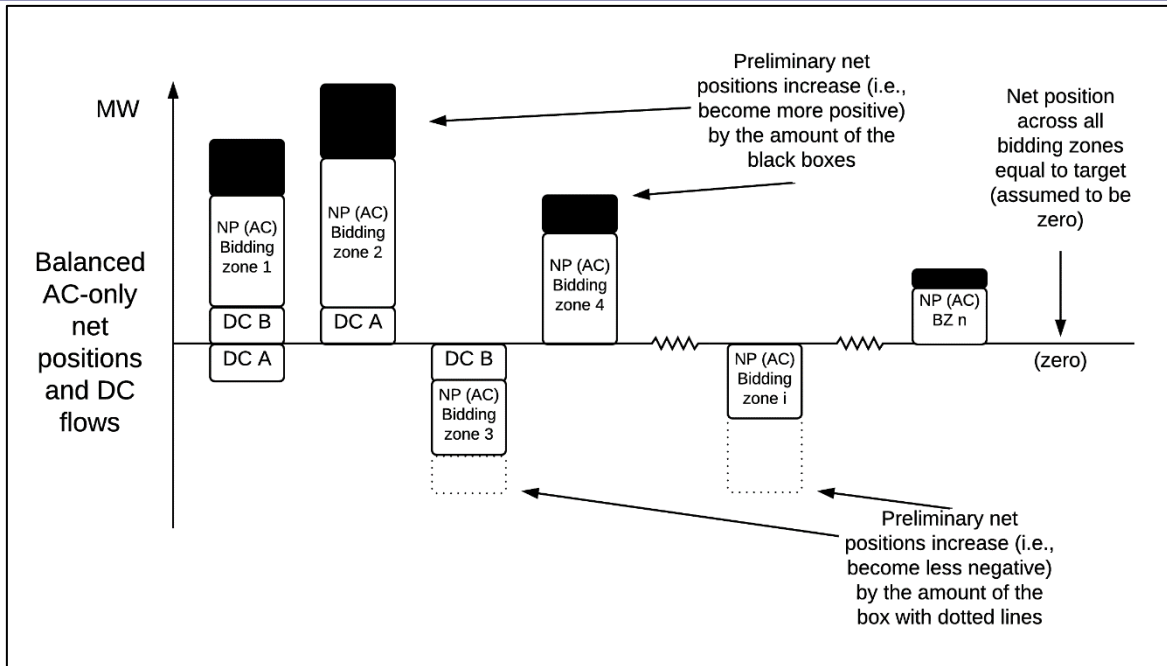 MW
Balanced
AC-only
net
positions
and DC
flows
NP (AC)
Bidding
zone 1
DC B
DC A
NP (AC)
Bidding
zone 2
DC A
DC B
NP (AC)
Bidding
zone 3
NP (AC)
Bidding
zone 4
NP (AC)
Bidding
zone i
NP (AC)
BZ n
(zero)
Preliminary net
positions increase (i.e.,
become more positive)
by the amount of the
black boxes
Net position
across all
bidding zones
equal to target
(assumed to be
zero)
Preliminary net
positions increase (i.e.,
become less negative)
by the amount of the
box with dotted lines